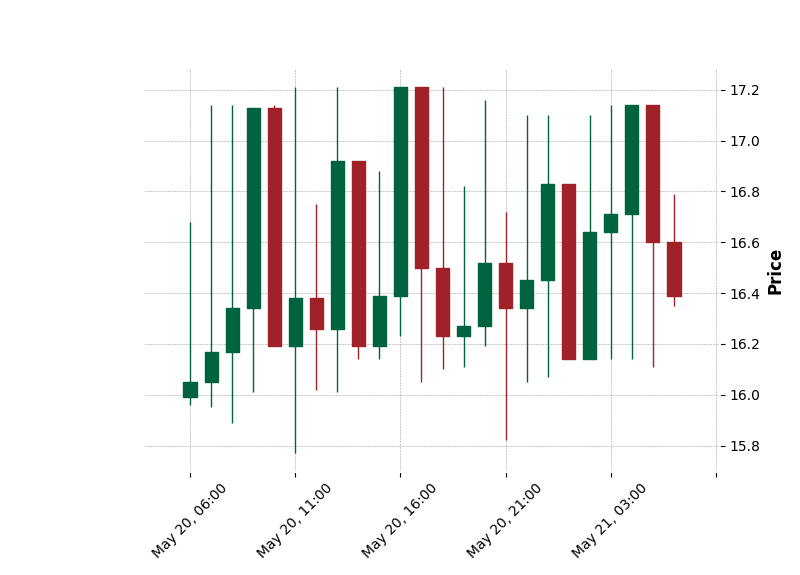 17.2
17.0
16.8
16.6
16.4
16.2
16.0
15.8
Price
May 20, 06:00
May 20, 11:00
May 20, 16:00
May 20, 21:00
May 21, 03:00